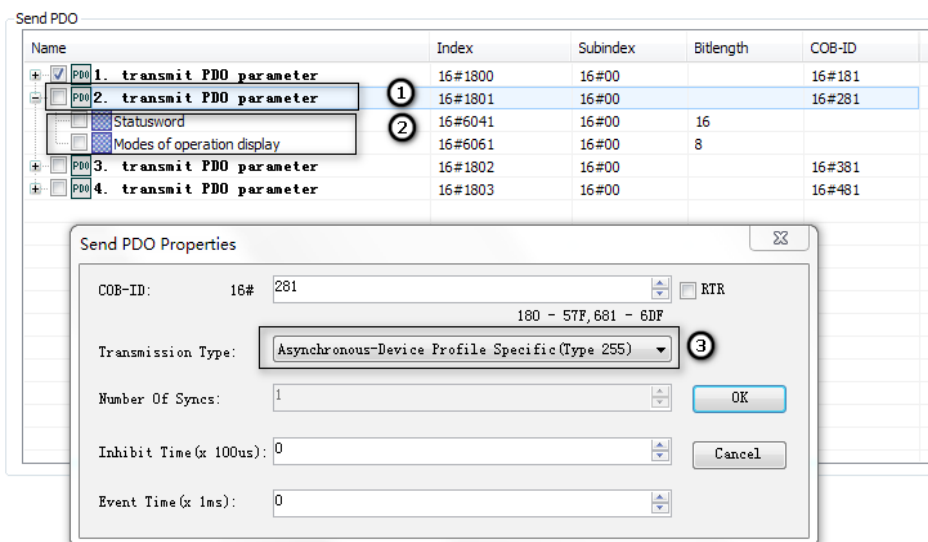 Send PDO
Name Index Subindex Bitlength COB-ID
PDO 1. transmit PDO parameter 16#1800 16#00 16#181
PDO 2. transmit PDO parameter 16#1801 16#00 16#281
1
Statusword 16#6041 16#00 16
2
Modes of operation display 16#6061 16#00 8
PDO 3. transmit PDO parameter 16#1802 16#00 16#381
PDO 4. transmit PDO parameter 16#1803 16#00 16#481
Send PDO Properties
COB-ID: 16# 281 RTR
180 - 57F,681 - 6DF
Transmission Type: Asynchronous-Device Profile Specific(Type 255) 3
Number Of Syncs: 1 OK
Inhibit Time(x 100us): 0 Cancel
Event Time(x 1ms): 0